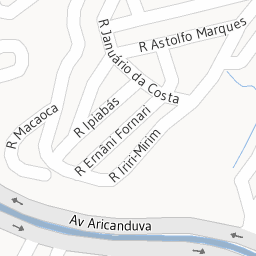 R Astolfo Marques
R Januário da Costa
R Macaoca
R Ipiabás
R Ernâni Fornari
R Iriri-Mirim
Av Aricanduva